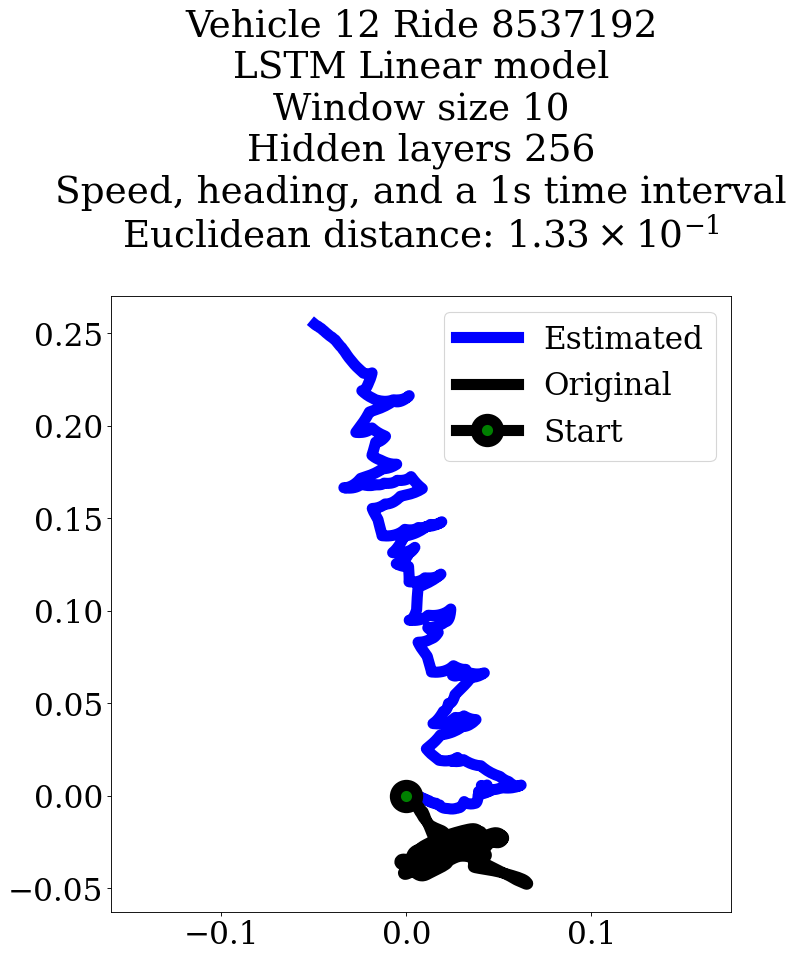 Vehicle 12 Ride 8537192
LSTM Linear model
Window size 10
Hidden layers 256
Speed, heading, and a 1s time interval
Euclidean distance: 1.33 × 10⁻¹
Estimated
Original
Start
0.25
0.20
0.15
0.10
0.05
0.00
−0.05
−0.1
0.0
0.1